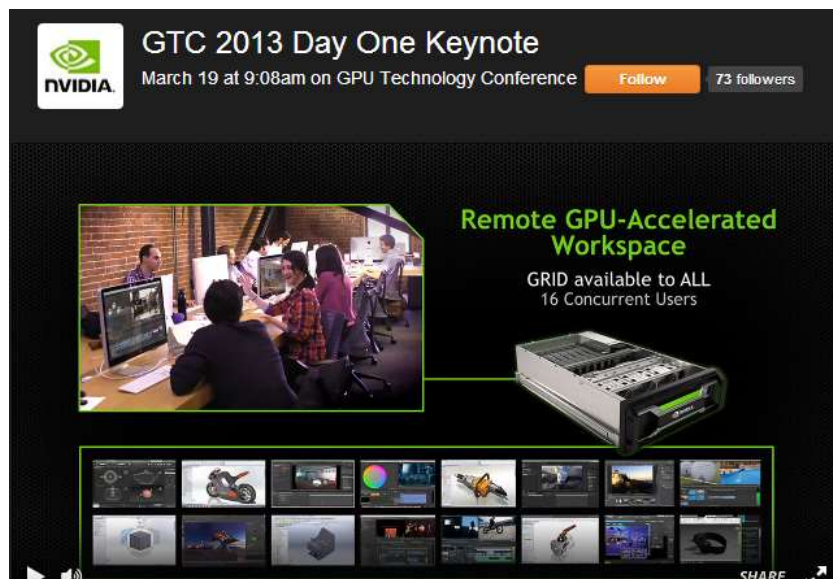 GTC 2013 Day One Keynote
March 19 at 9:08am on GPU Technology Conference
Follow
73 followers
NVIDIA.
Remote GPU-Accelerated
Workspace
GRID available to ALL
16 Concurrent Users
NVIDIA
SHARE